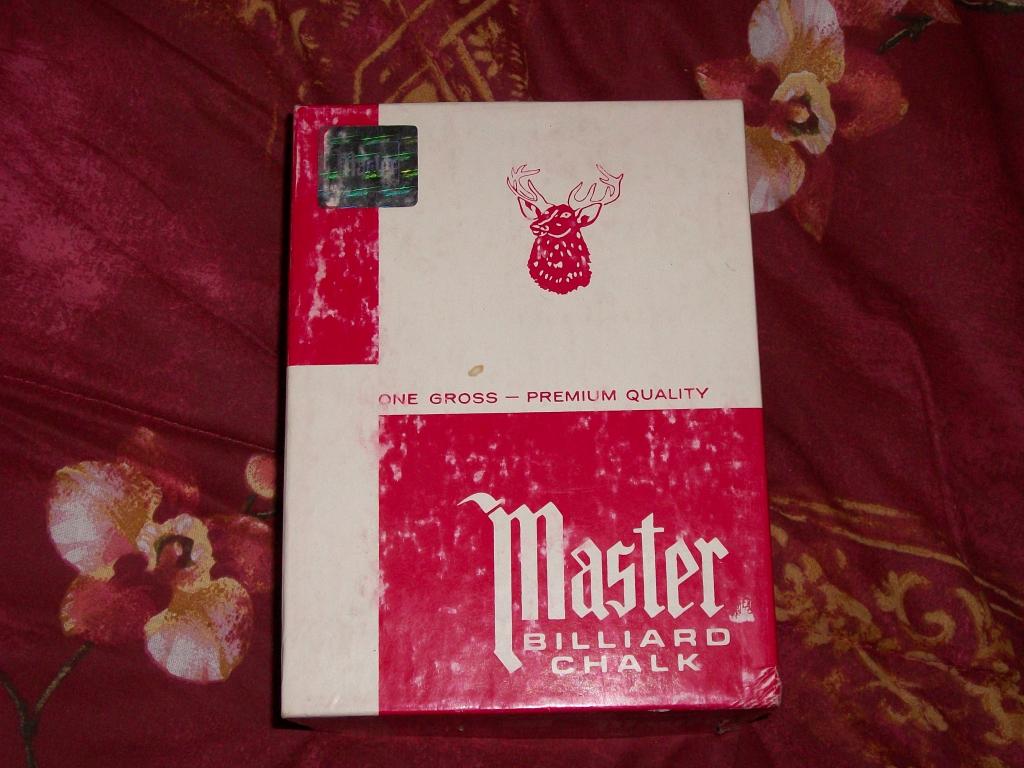 ONE GROSS — PREMIUM QUALITY
Master
BILLIARD
CHALK